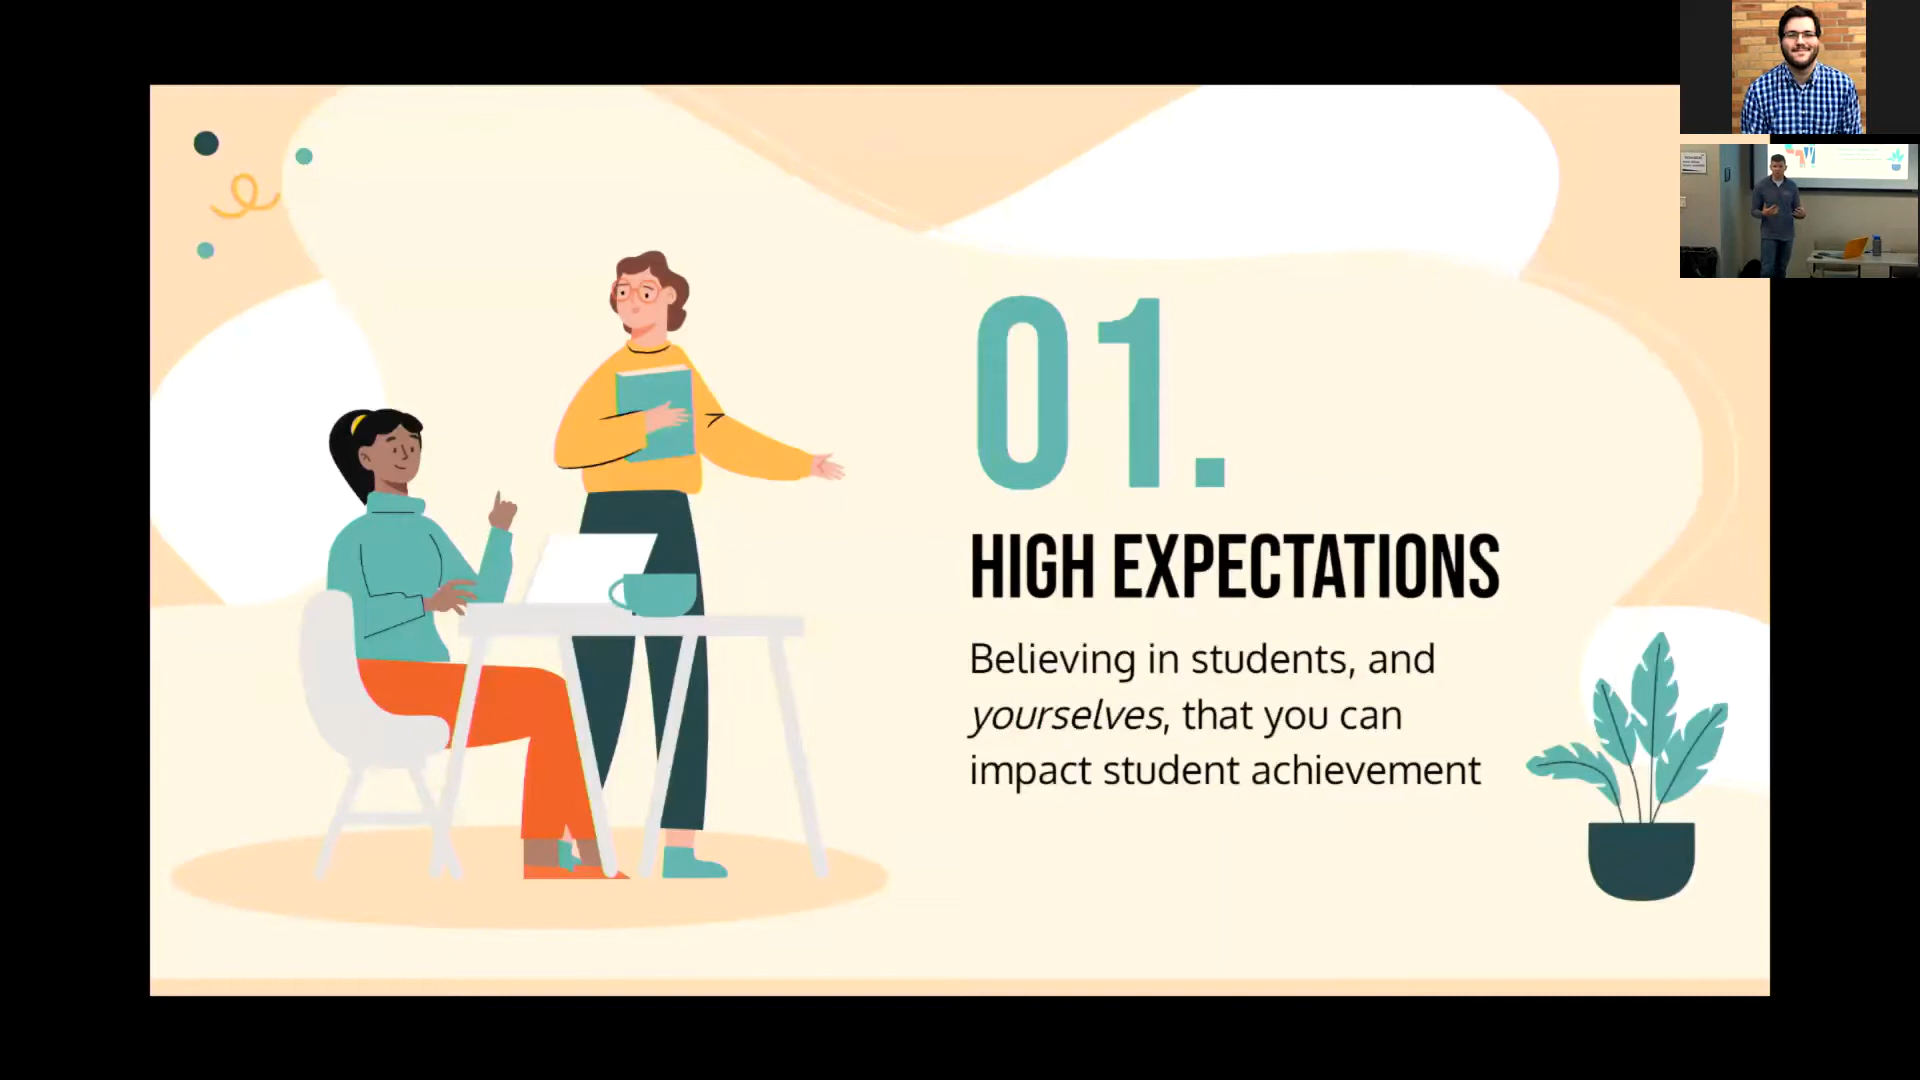 01.
HIGH EXPECTATIONS
Believing in students, and
yourselves, that you can
impact student achievement